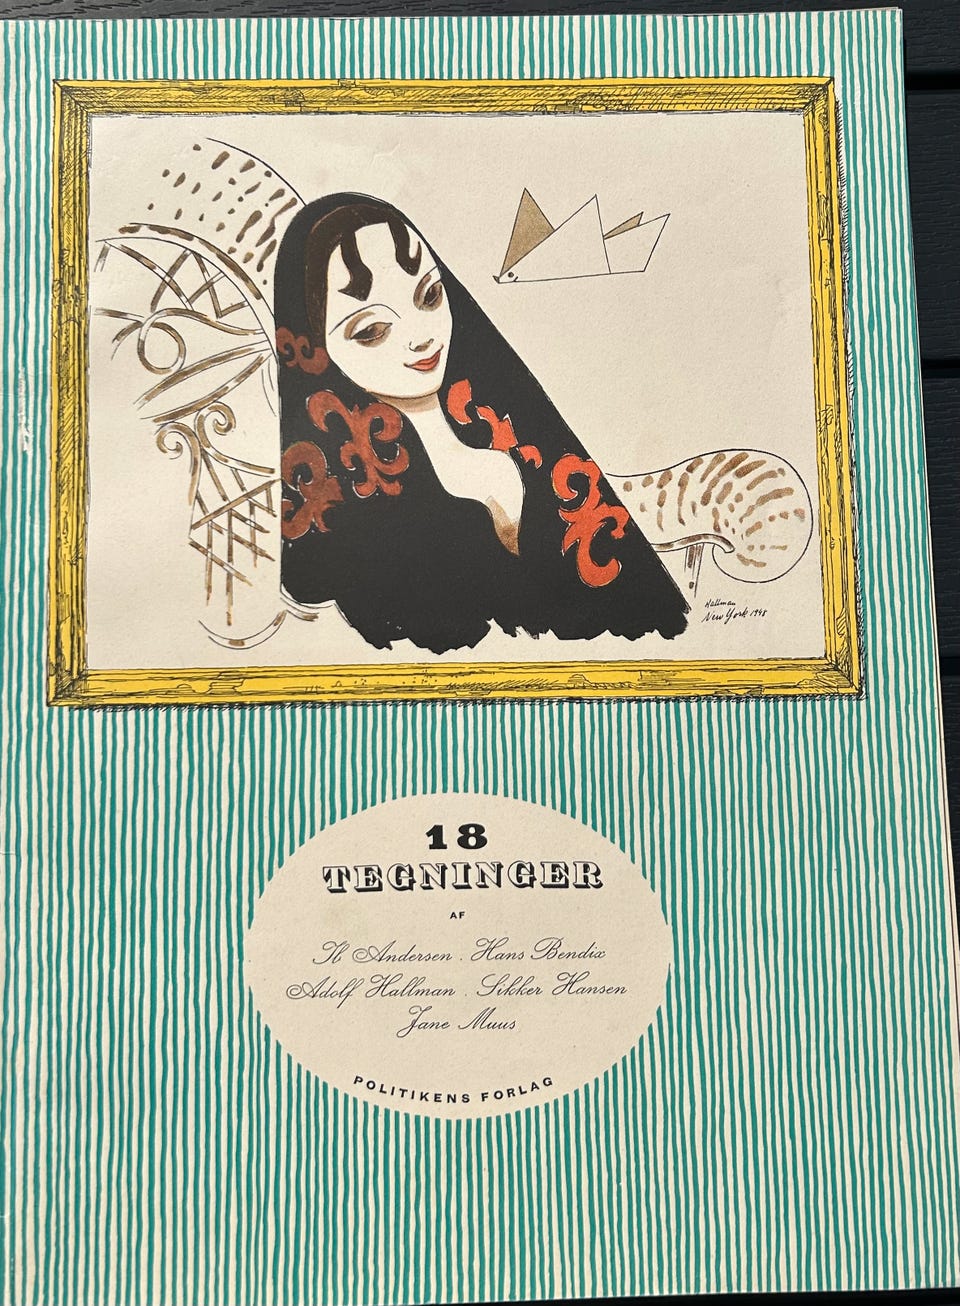 Hallman
New York 1948
18
TEGNINGER
AF
Ib Andersen . Hans Bendix
Adolf Hallman . Sikker Hansen
Jane Muus
POLITIKENS FORLAG